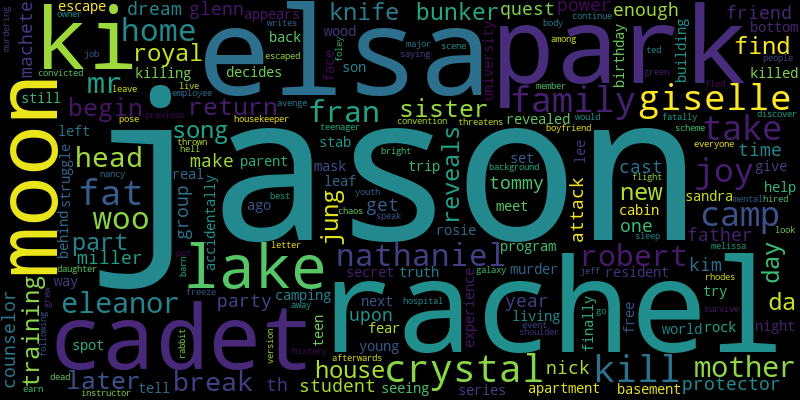 escape
dream
glenn
appears
knife
bunker
quest
power
enough
friend
bottom
owner
writes
machete
murdering
ki
home
elsa
park
royal
back
wood
face
foley
body
continue
among
major
scene
saying
job
escaped
find
mr
killing
decides
son
university
birthday
building
ted
green
people
killed
convicted
leave
live
employee
avenge
housekeeper
family
giselle
still
begin
return
fran
sister
member
fled
moon
pose
previous
thrown
hell
teenager
convention
threatens
revealed
would
fatally
discover
scheme
take
left
song
stab
bright
boyfriend
everyone
jason
head
nancy
make
parent
mask
trip
background
lee
cast
flight
time
struggle
real
leaf
youth
set
attack
new
sandra
joy
give
fat
group
ago
best
chaos
speak
get
reveals
tommy
meet
cabin
mental
hired
help
woo
accidentally
jung
rosie
one
camp
look
behind
part
nathaniel
program
robert
father
melissa
day
miller
lake
secret
truth
murder
jeff
resident
kim
daughter
put
barn
letter
galaxy
sleep
try
rhodes
way
freeze
camping
experience
da
counselor
training
eleanor
party
away
next
hospital
year
living
finally
free
world
rock
night
following
grew
cadet
upon
rachel
event
shoulder
go
survive
spot
rabbit
version
teen
fear
young
history
afterwards
house
crystal
nick
kill
mother
later
break
th
student
seeing
apartment
basement
protector
earn
dead
tell
instructor
series